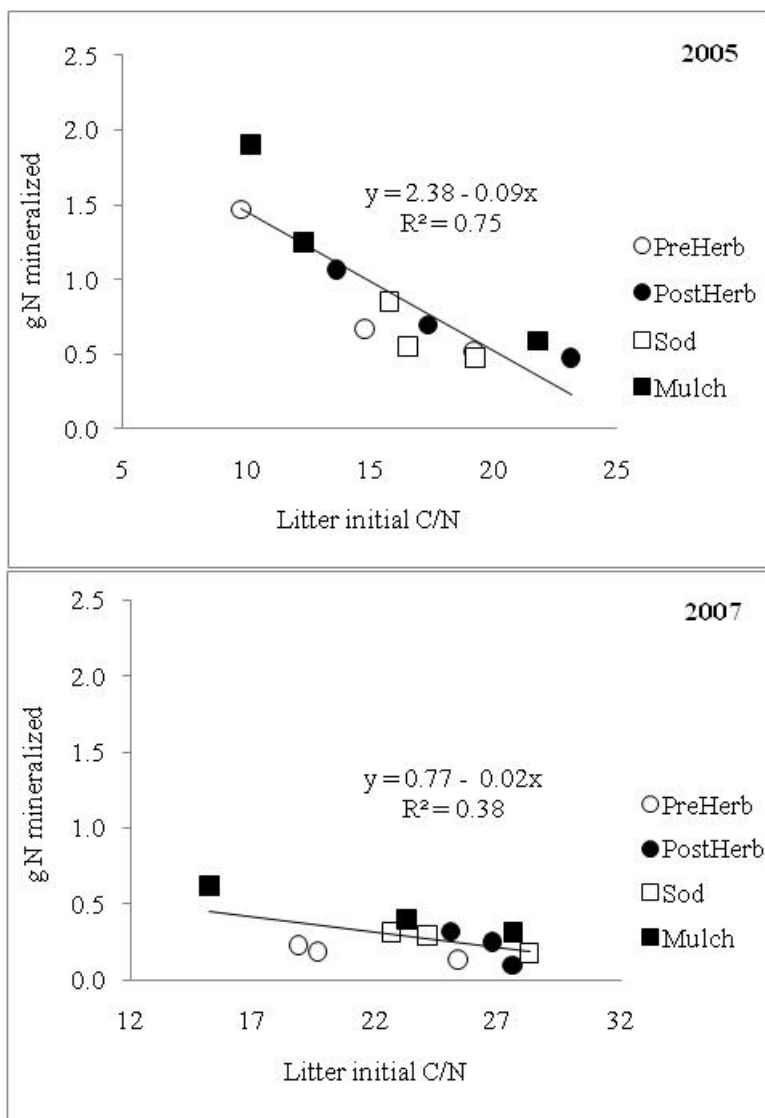 2005
2.5
2.0
1.5
1.0
0.5
0.0
gN mineralized
y = 2.38 - 0.09x
R² = 0.75
PreHerb
PostHerb
Sod
Mulch
5 10 15 20 25
Litter initial C/N
2007
2.5
2.0
1.5
1.0
0.5
0.0
gN mineralized
y = 0.77 - 0.02x
R² = 0.38
PreHerb
PostHerb
Sod
Mulch
12 17 22 27 32
Litter initial C/N